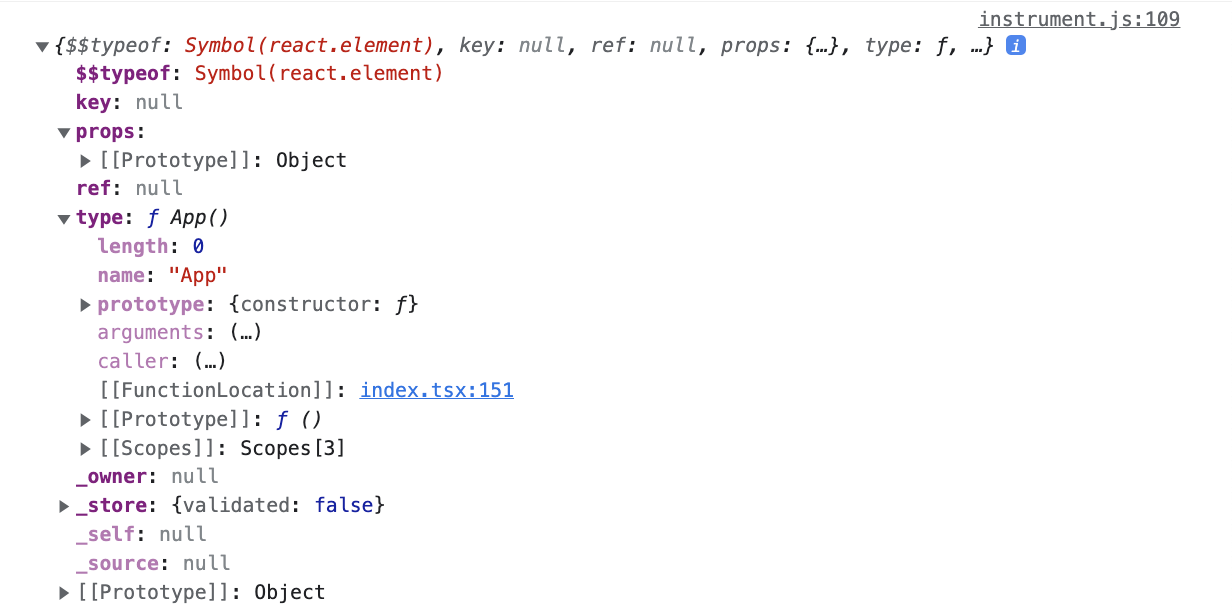 instrument.js:109
▼{$$typeof: Symbol(react.element), key: null, ref: null, props: {…}, type: ƒ, …} i
$$typeof: Symbol(react.element)
key: null
▼props:
▶[[Prototype]]: Object
ref: null
▼type: ƒ App()
length: 0
name: "App"
▶prototype: {constructor: ƒ}
arguments: (…)
caller: (…)
[[FunctionLocation]]: index.tsx:151
▶[[Prototype]]: ƒ ()
▶[[Scopes]]: Scopes[3]
_owner: null
▶_store: {validated: false}
_self: null
_source: null
▶[[Prototype]]: Object